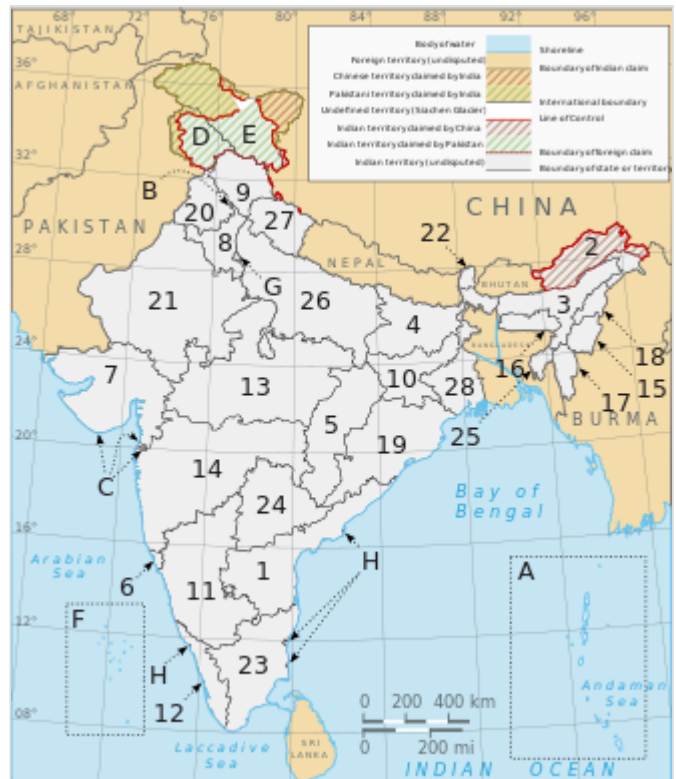 68° 72° 76° 80° 84° 88° 92° 96°
TAJIKISTAN
AFGHANISTAN
PAKISTAN
CHINA
NEPAL
BHUTAN
BANGLADESH
BURMA
SRI
LANKA
Body of water
Foreign territory (undisputed)
Chinese territory claimed by India
Pakistani territory claimed by India
Undefined territory (Siachen Glacier)
Indian territory claimed by China
Indian territory claimed by Pakistan
Indian territory (undisputed)
Shoreline
Boundary of Indian claim
International boundary
Line of Control
Boundary of foreign claim
Boundary of state or territory
36°
32°
28°
24°
20°
16°
12°
08°
D
E
B
9
20
27
8
G
22
2
21
26
3
4
7
13
10
28
16
18
15
17
25
5
19
C
14
24
Bay of
Bengal
Arabian
Sea
6
11
1
H
A
F
H
12
23
Andaman
Sea
0 200 400 km
0 200 mi
Laccadive
Sea
INDIAN OCEAN